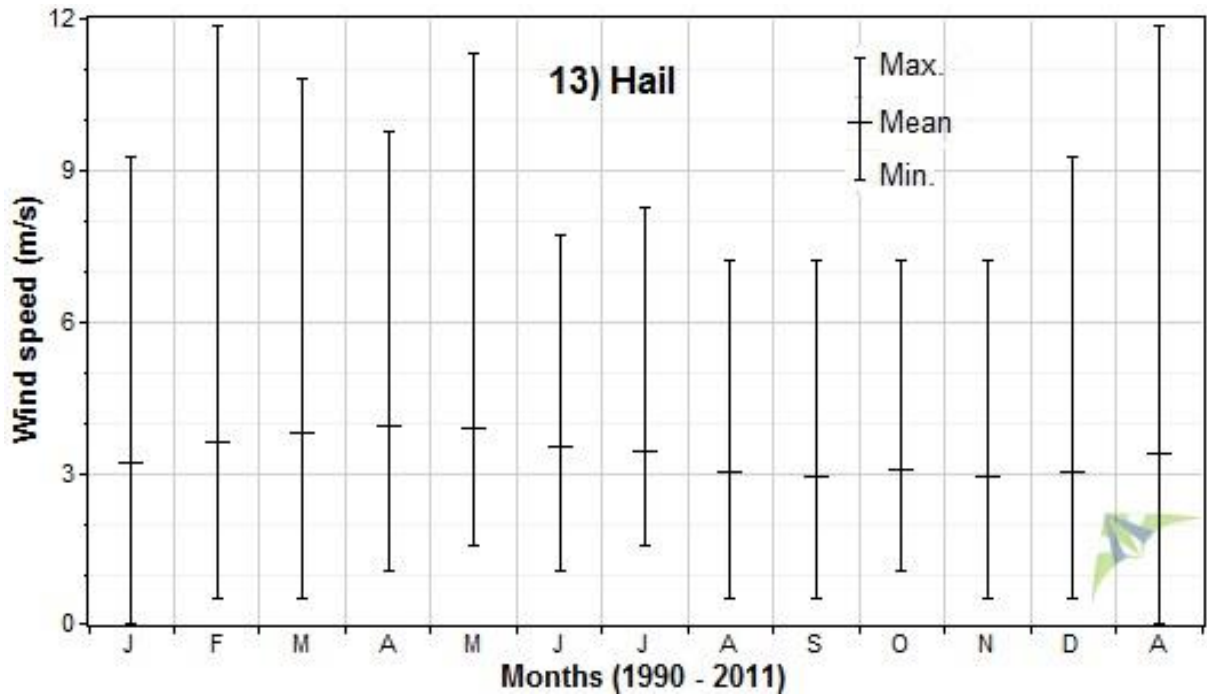 13) Hail
Max.
Mean
Min.
Wind speed (m/s)
12
9
6
3
0
J F M A M J J A S O N D A
Months (1990 - 2011)